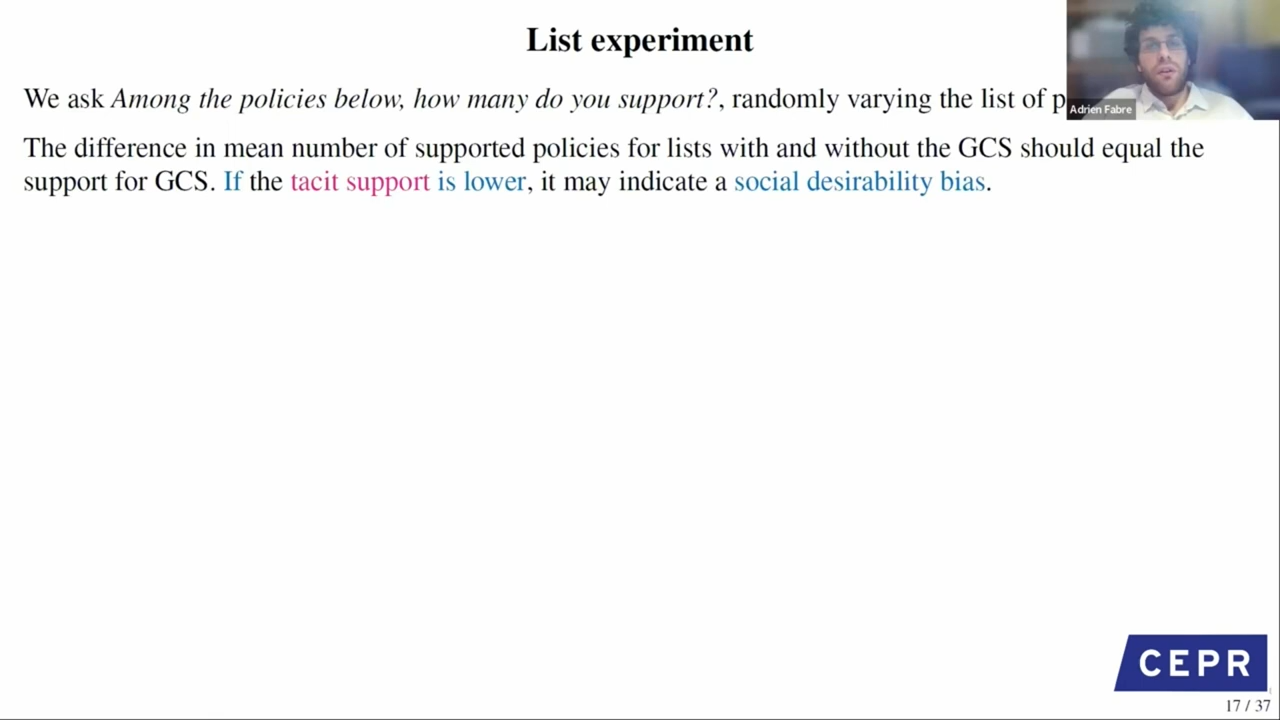 List experiment
We ask Among the policies below, how many do you support?, randomly varying the list of p
Adrien Fabre
The difference in mean number of supported policies for lists with and without the GCS should equal the
support for GCS. If the tacit support is lower, it may indicate a social desirability bias.
CEPR
17 / 37